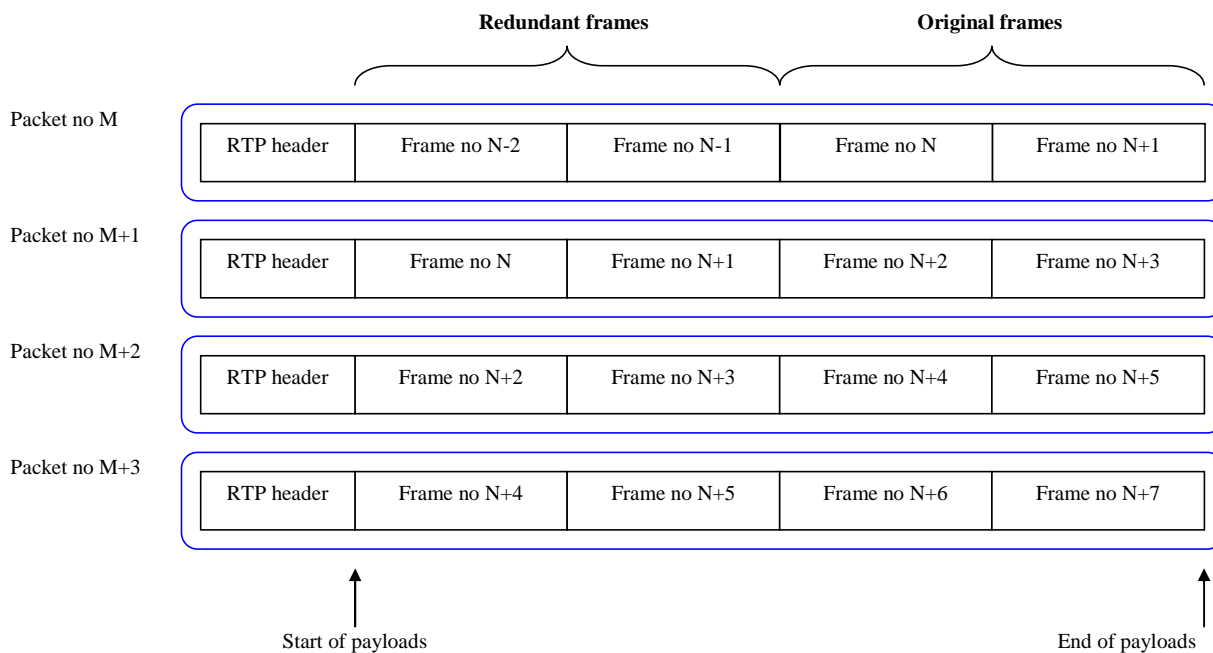 Redundant frames Original frames
Packet no M
RTP header Frame no N-2 Frame no N-1 Frame no N Frame no N+1
Packet no M+1
RTP header Frame no N Frame no N+1 Frame no N+2 Frame no N+3
Packet no M+2
RTP header Frame no N+2 Frame no N+3 Frame no N+4 Frame no N+5
Packet no M+3
RTP header Frame no N+4 Frame no N+5 Frame no N+6 Frame no N+7
Start of payloads End of payloads